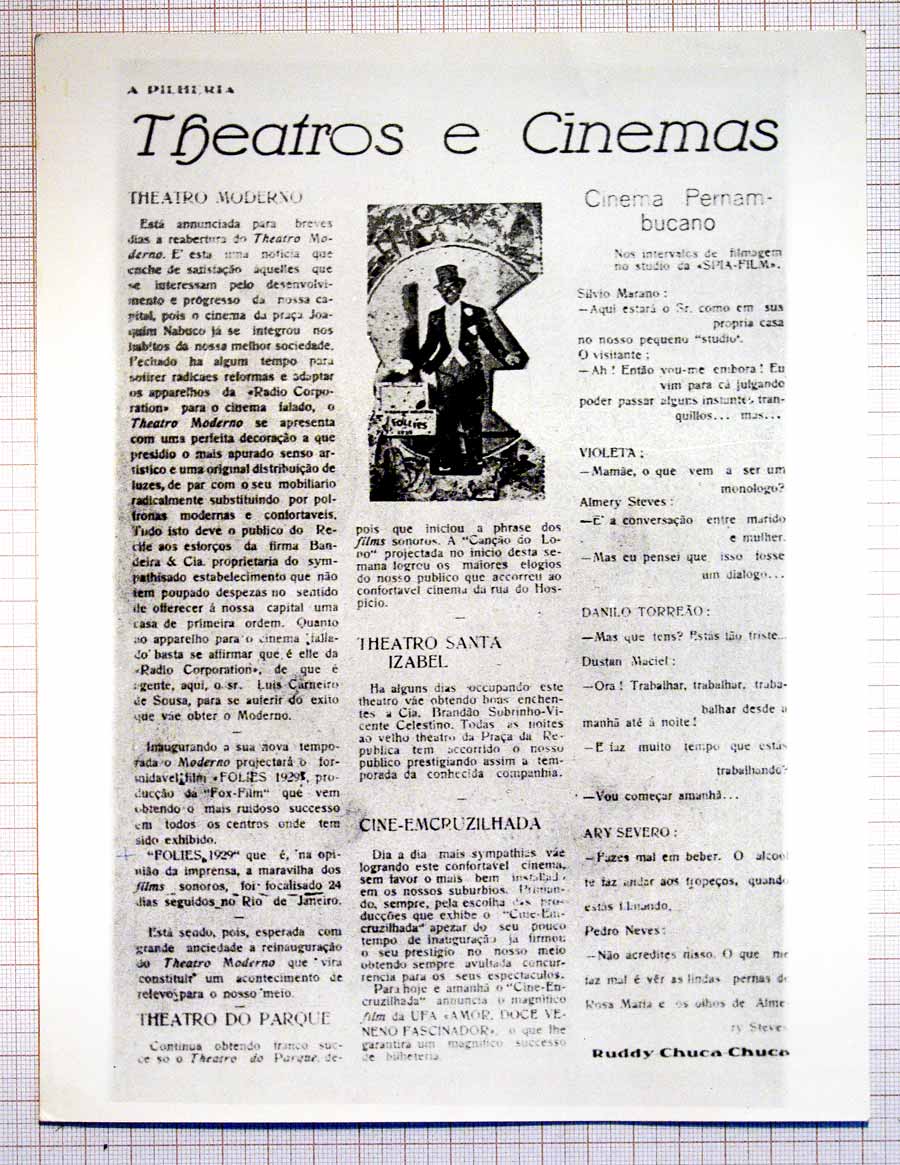 A PILHERIA
Theatros e Cinemas
THEATRO MODERNO
Está annunciada para breves
dias a reabertura do Theatro Mo-
derno. E' esta uma noticia que
enche de satisfação aquelles que
se interessam pelo desenvolvi-
mento e progresso da nossa ca-
pital, pois o cinema da praça Joa-
quim Nabuco já se integrou nos
habitos da nossa melhor sociedade.
Fechado ha algum tempo para
soffrer radicaes reformas e adaptar
os apparelhos da «Radio Corpo-
ration» para o cinema falado, o
Theatro Moderno se apresenta
com uma perfeita decoração a que
presidio o mais apurado senso ar-
tistico e uma original distribuição de
luzes, de par com o seu mobiliario
radicalmente substituindo por pol-
tronas modernas e confortaveis.
Tudo isto deve o publico do Re-
cife aos esforços da firma Ban-
deira & Cia. proprietaria do sym-
pathisado estabelecimento que não
tem poupado despezas no sentido
de offerecer á nossa capital uma
casa de primeira ordem. Quanto
ao apparelho para o cinema falla-
do basta se affirmar que é elle da
«Radio Corporation», de que é
agente, aqui, o sr. Luis Carneiro
de Sousa, para se auferir do exito
que vae obter o Moderno.
Inaugurando a sua nova tempo-
rada o Moderno projectará o for-
midavel film «FOLIES 1929», pro-
ducção da "Fox-Film" que vem
obtendo o mais ruidoso successo
em todos os centros onde tem
sido exhibido.
"FOLIES 1929" que é, na opi-
nião da imprensa, a maravilha dos
films sonoros, foi focalisado 24
dias seguidos no Rio de Janeiro.
Está sendo, pois, esperada com
grande anciedade a reinauguração
do Theatro Moderno que vira
constituir um acontecimento de
relevo para o nosso meio.
THEATRO DO PARQUE
Continua obtendo franco suc-
cesso o Theatro do Parque, de-
FOLLIES
1929
pois que iniciou a phrase dos
films sonoros. A "Canção do Lo-
bo" projectada no inicio desta se-
mana logrou os maiores elogios
do nosso publico que accorreu ao
confortavel cinema da rua do Hos-
picio.
THEATRO SANTA
IZABEL
Ha alguns dias occupando este
theatro vãe obtendo boas enchen-
tes a Cia. Brandão Sobrinho-Vi-
cente Celestino. Todas as noites
ao velho theatro da Praça da Re-
publica tem accorrido o nosso
publico prestigiando assim a tem-
porada da conhecida companhia.
CINE-EMCRUZILHADA
Dia a dia mais sympathias vãe
logrando este confortavel cinema,
sem favor o mais bem installado
em os nossos suburbios. Priman-
do, sempre, pela escolha das pro-
ducções que exhibe o "Cine-En-
cruzilhada" apezar do seu pouco
tempo de inauguração ja firmou
o seu prestigio no nosso meio
obtendo sempre avultada concur-
rencia para os seus espectaculos.
Para hoje e amanhã o "Cine-En-
cruzilhada" annuncia o magnifico
film da UFA «AMOR, DOCE VE-
NENO FASCINADOR», o que lhe
garantira um magnifico successo
de bilheteria.
Cinema Pernam-
bucano
Nos intervalos de filmagem
no studio da «SPIA-FILM».
Silvio Marano :
—Aqui estará o Sr. como em sua
propria casa
no nosso pequeno "studio".
O visitante ;
—Ah ! Então vou-me embora ! Eu
vim para cá julgando
poder passar alguns instantes tran-
quillos... mas...
VIOLETA :
—Mamãe, o que vem a ser um
monologo?
Almery Steves :
—E' a conversação entre marido
e mulher.
—Mas eu pensei que isso fosse
um dialogo...
DANILO TORREÃO :
—Mas que tens? Estás tão triste...
Dustan Maciel :
—Ora ! Trabalhar, trabalhar, traba-
balhar desde a
manhã até á noite !
—E faz muito tempo que estás
trabalhando?
—Vou começar amanhã...
ARY SEVERO :
—Fazes mal em beber. O alcool
te faz andar aos tropeços, quando
estás filmando,
Pedro Neves :
—Não acredites nisso. O que me
faz mal é vêr as lindas pernas de
Rosa Maria e os olhos de Alme-
ry Steves
Ruddy Chuca-Chuca